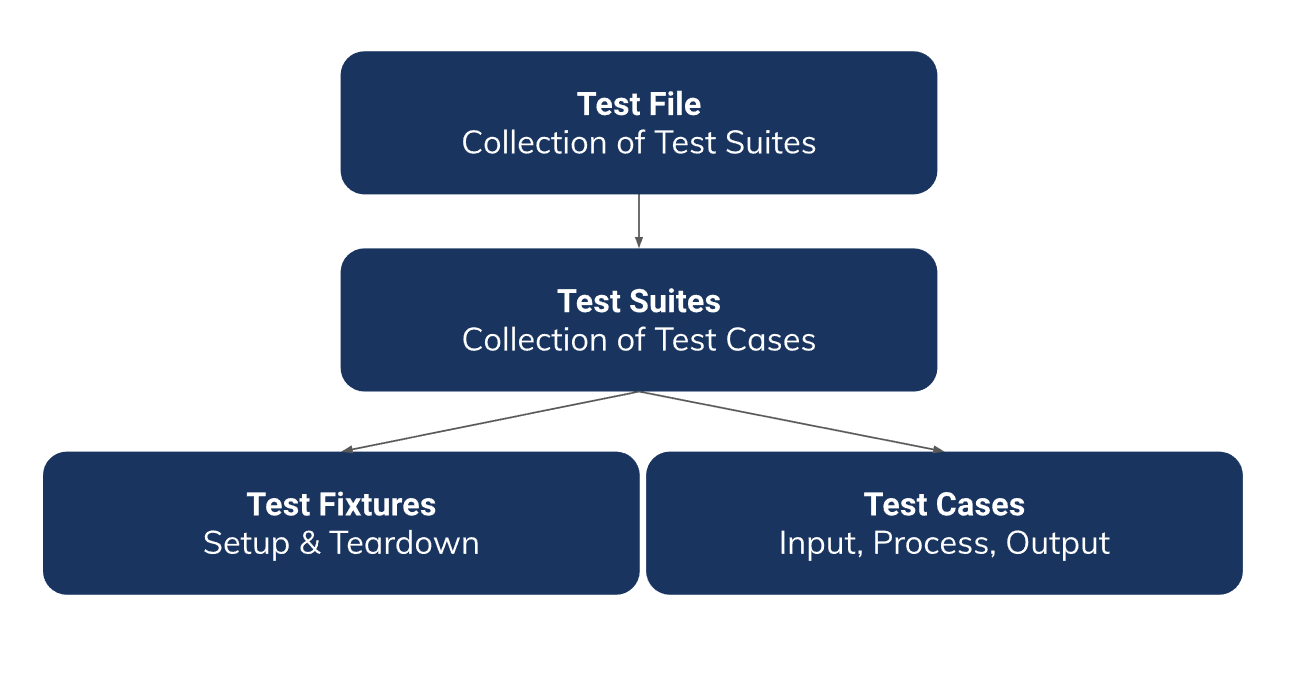 Test File
Collection of Test Suites
Test Suites
Collection of Test Cases
Test Fixtures
Setup & Teardown
Test Cases
Input, Process, Output